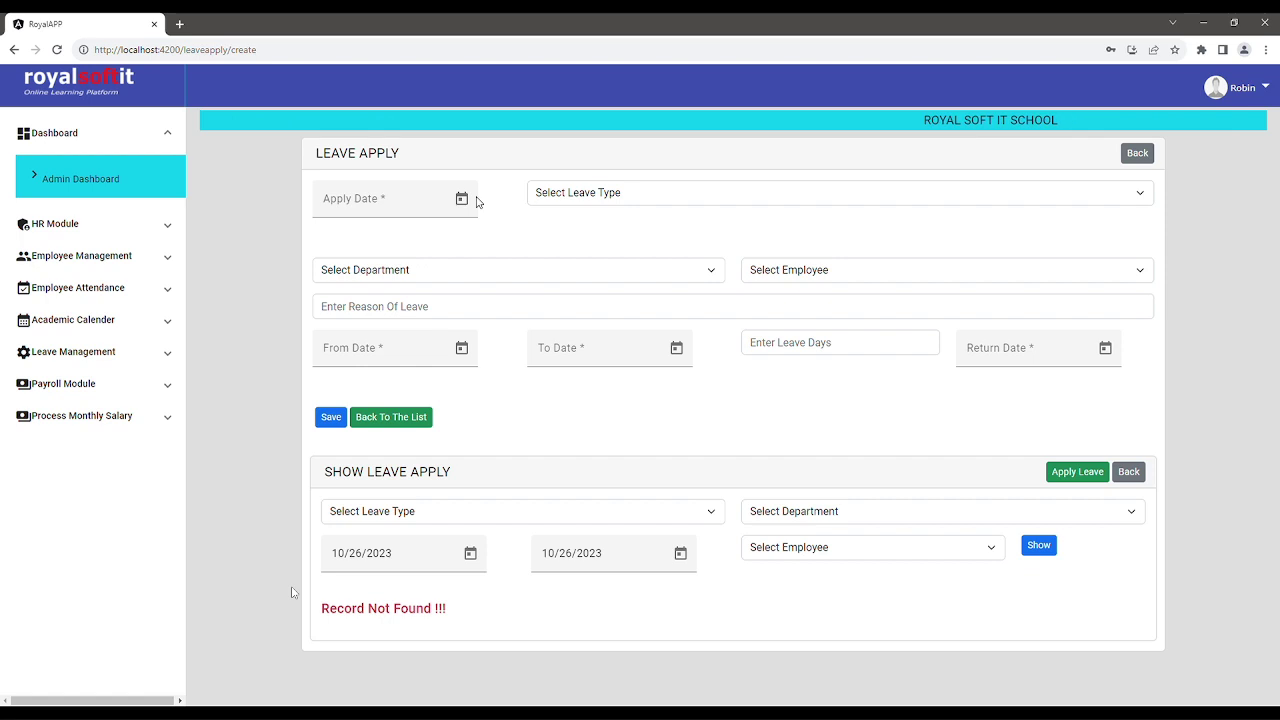 RoyalAPP
http://localhost:4200/leaveapply/create
royalsoftit
Online Learning Platform
Robin
ROYAL SOFT IT SCHOOL
Dashboard
Admin Dashboard
HR Module
Employee Management
Employee Attendance
Academic Calender
Leave Management
Payroll Module
Process Monthly Salary
LEAVE APPLY
Back
Apply Date *
Select Leave Type
Select Department
Select Employee
Enter Reason Of Leave
From Date *
To Date *
Enter Leave Days
Return Date *
Save
Back To The List
SHOW LEAVE APPLY
Apply Leave
Back
Select Leave Type
Select Department
10/26/2023
10/26/2023
Select Employee
Show
Record Not Found !!!